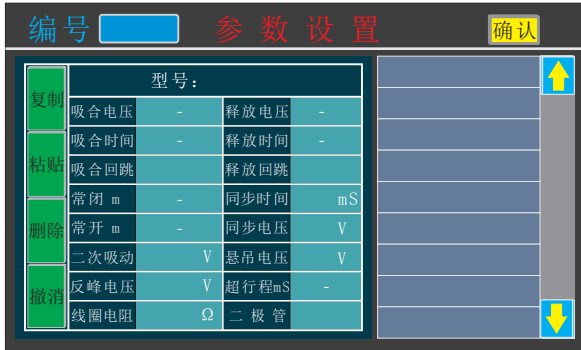 编号 参数设置 确认
型号：
复制
吸合电压 - 释放电压 -
吸合时间 - 释放时间 -
粘贴
吸合回跳 释放回跳
常闭 m - 同步时间 mS
删除
常开 m - 同步电压 V
二次吸动 V 悬吊电压 V
撤消
反峰电压 V 超行程mS -
线圈电阻 Ω 二 极 管